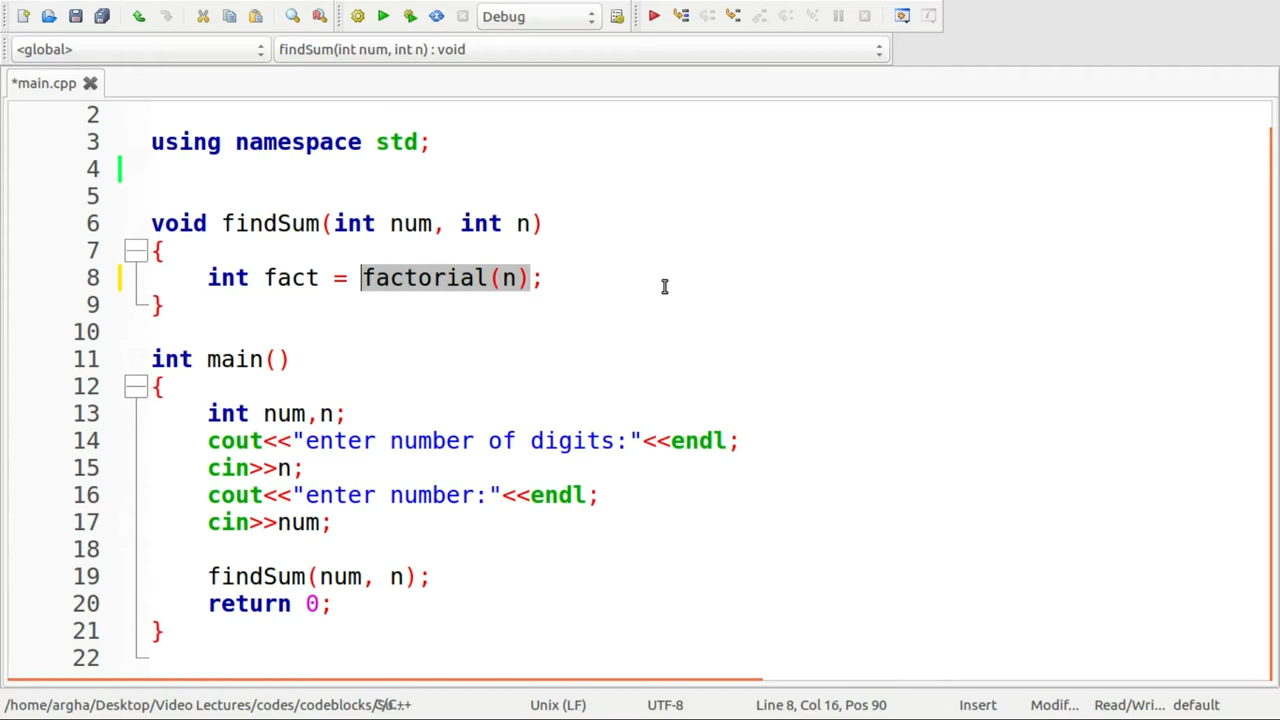 Debug
<global>
findSum(int num, int n) : void
*main.cpp
2
3 using namespace std;
4
5
6 void findSum(int num, int n)
7 {
8 int fact = factorial(n);
9 }
10
11 int main()
12 {
13 int num,n;
14 cout<<"enter number of digits:"<<endl;
15 cin>>n;
16 cout<<"enter number:"<<endl;
17 cin>>num;
18
19 findSum(num, n);
20 return 0;
21 }
22
/home/argha/Desktop/Video Lectures/codes/codeblocks/ C/C++ Unix (LF) UTF-8 Line 8, Col 16, Pos 90 Insert Modif... Read/Wri... default